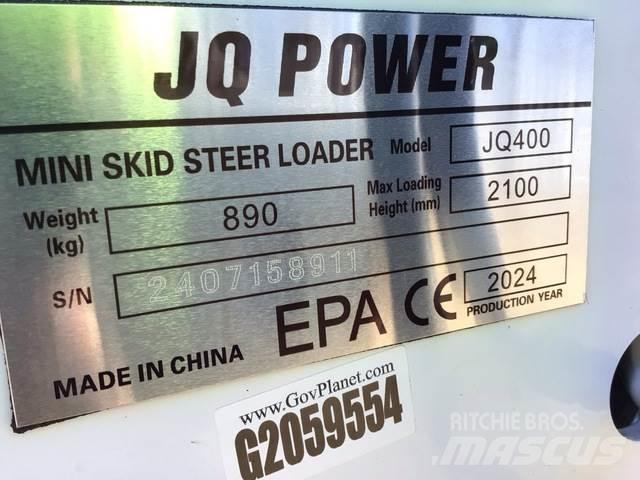 JQ POWER
MINI SKID STEER LOADER Model JQ400
Weight (kg) 890 Max Loading Height (mm) 2100
S/N 2407158911
MADE IN CHINA EPA CE 2024 PRODUCTION YEAR
www.GovPlanet.com
G2059554
RITCHIE BROS.
MASCUS